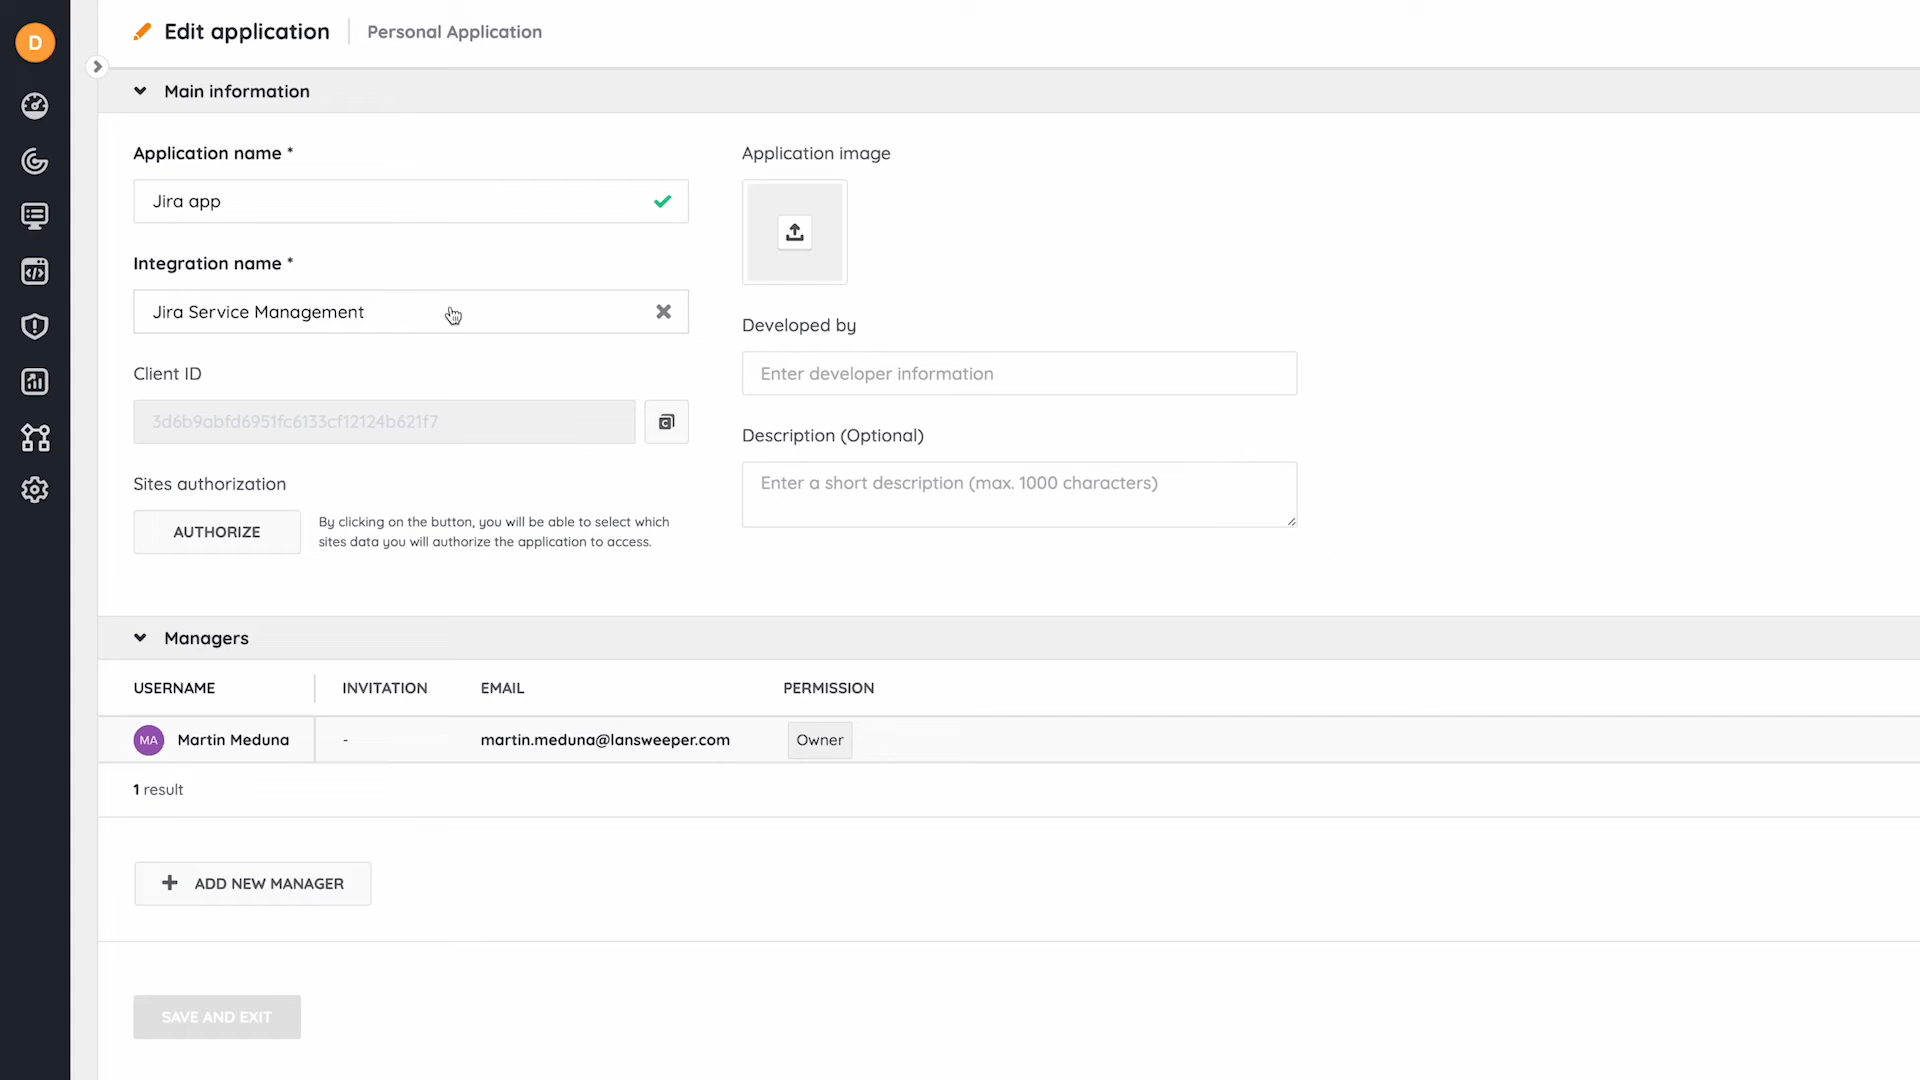 D
Edit application
Personal Application
Main information
Application name *
Jira app
Integration name *
Jira Service Management
Client ID
3d6b9abfd6951fc6133cf12124b621f7
Sites authorization
AUTHORIZE
By clicking on the button, you will be able to select which
sites data you will authorize the application to access.
Application image
Developed by
Enter developer information
Description (Optional)
Enter a short description (max. 1000 characters)
Managers
USERNAME INVITATION EMAIL PERMISSION
MA Martin Meduna - martin.meduna@lansweeper.com Owner
1 result
ADD NEW MANAGER
SAVE AND EXIT